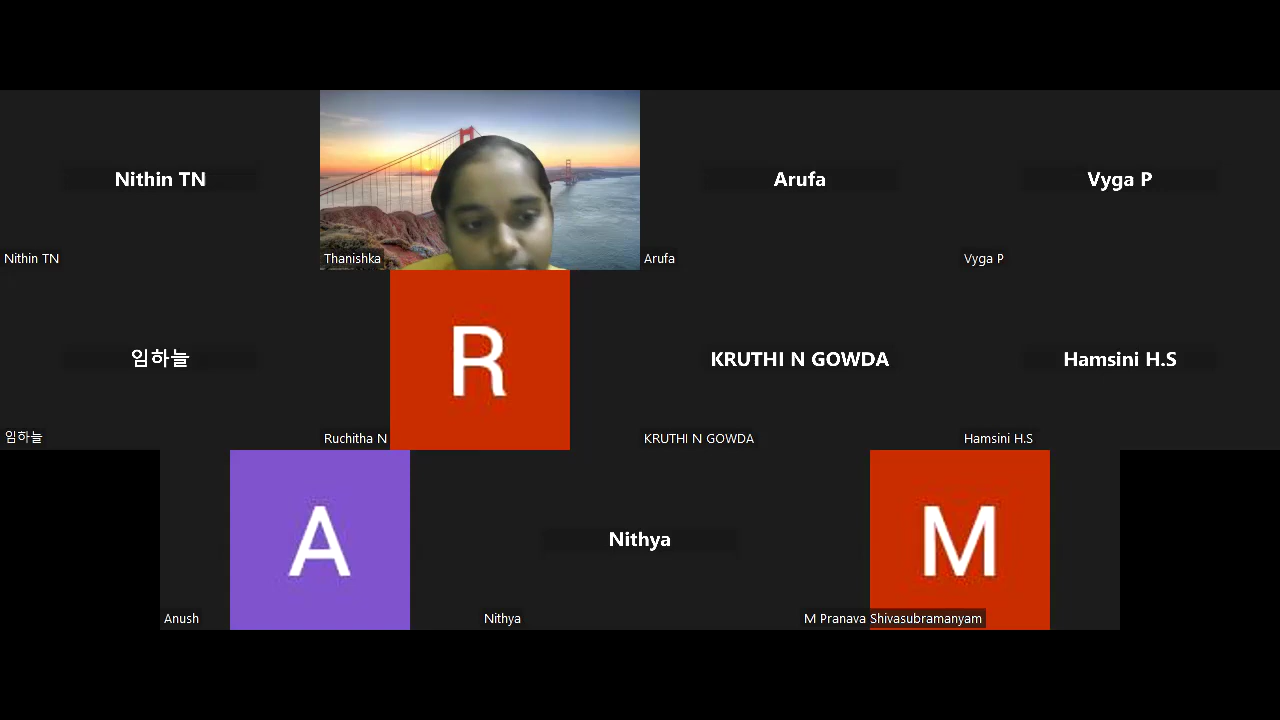 Nithin TN
Arufa
Vyga P
Nithin TN
Thanishka
Arufa
Vyga P
임하늘
R
KRUTHI N GOWDA
Hamsini H.S
임하늘
Ruchitha N
KRUTHI N GOWDA
Hamsini H.S
A
Nithya
M
Anush
Nithya
M Pranava Shivasubramanyam